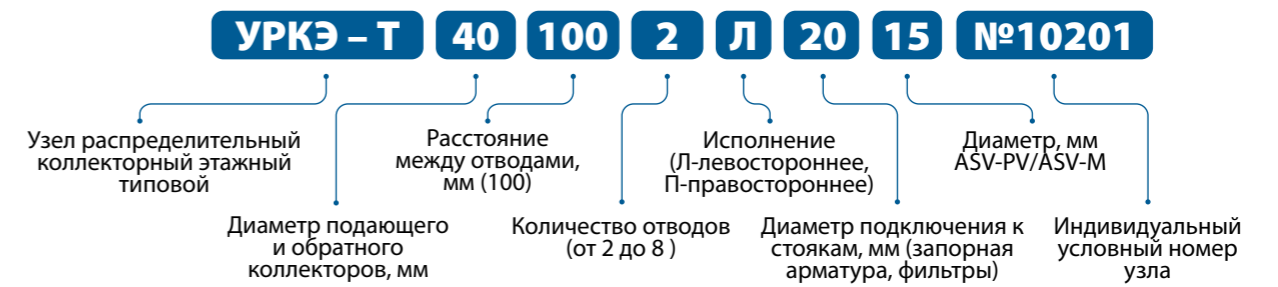 УРКЭ – Т 40 100 2 Л 20 15 №10201
Узел распределительный
коллекторный этажный
типовой
Диаметр подающего
и обратного
коллекторов, мм
Расстояние
между отводами,
мм (100)
Количество отводов
(от 2 до 8 )
Исполнение
(Л-левостороннее,
П-правостороннее)
Диаметр подключения к
стоякам, мм (запорная
арматура, фильтры)
Диаметр, мм
ASV-PV/ASV-M
Индивидуальный
условный номер
узла